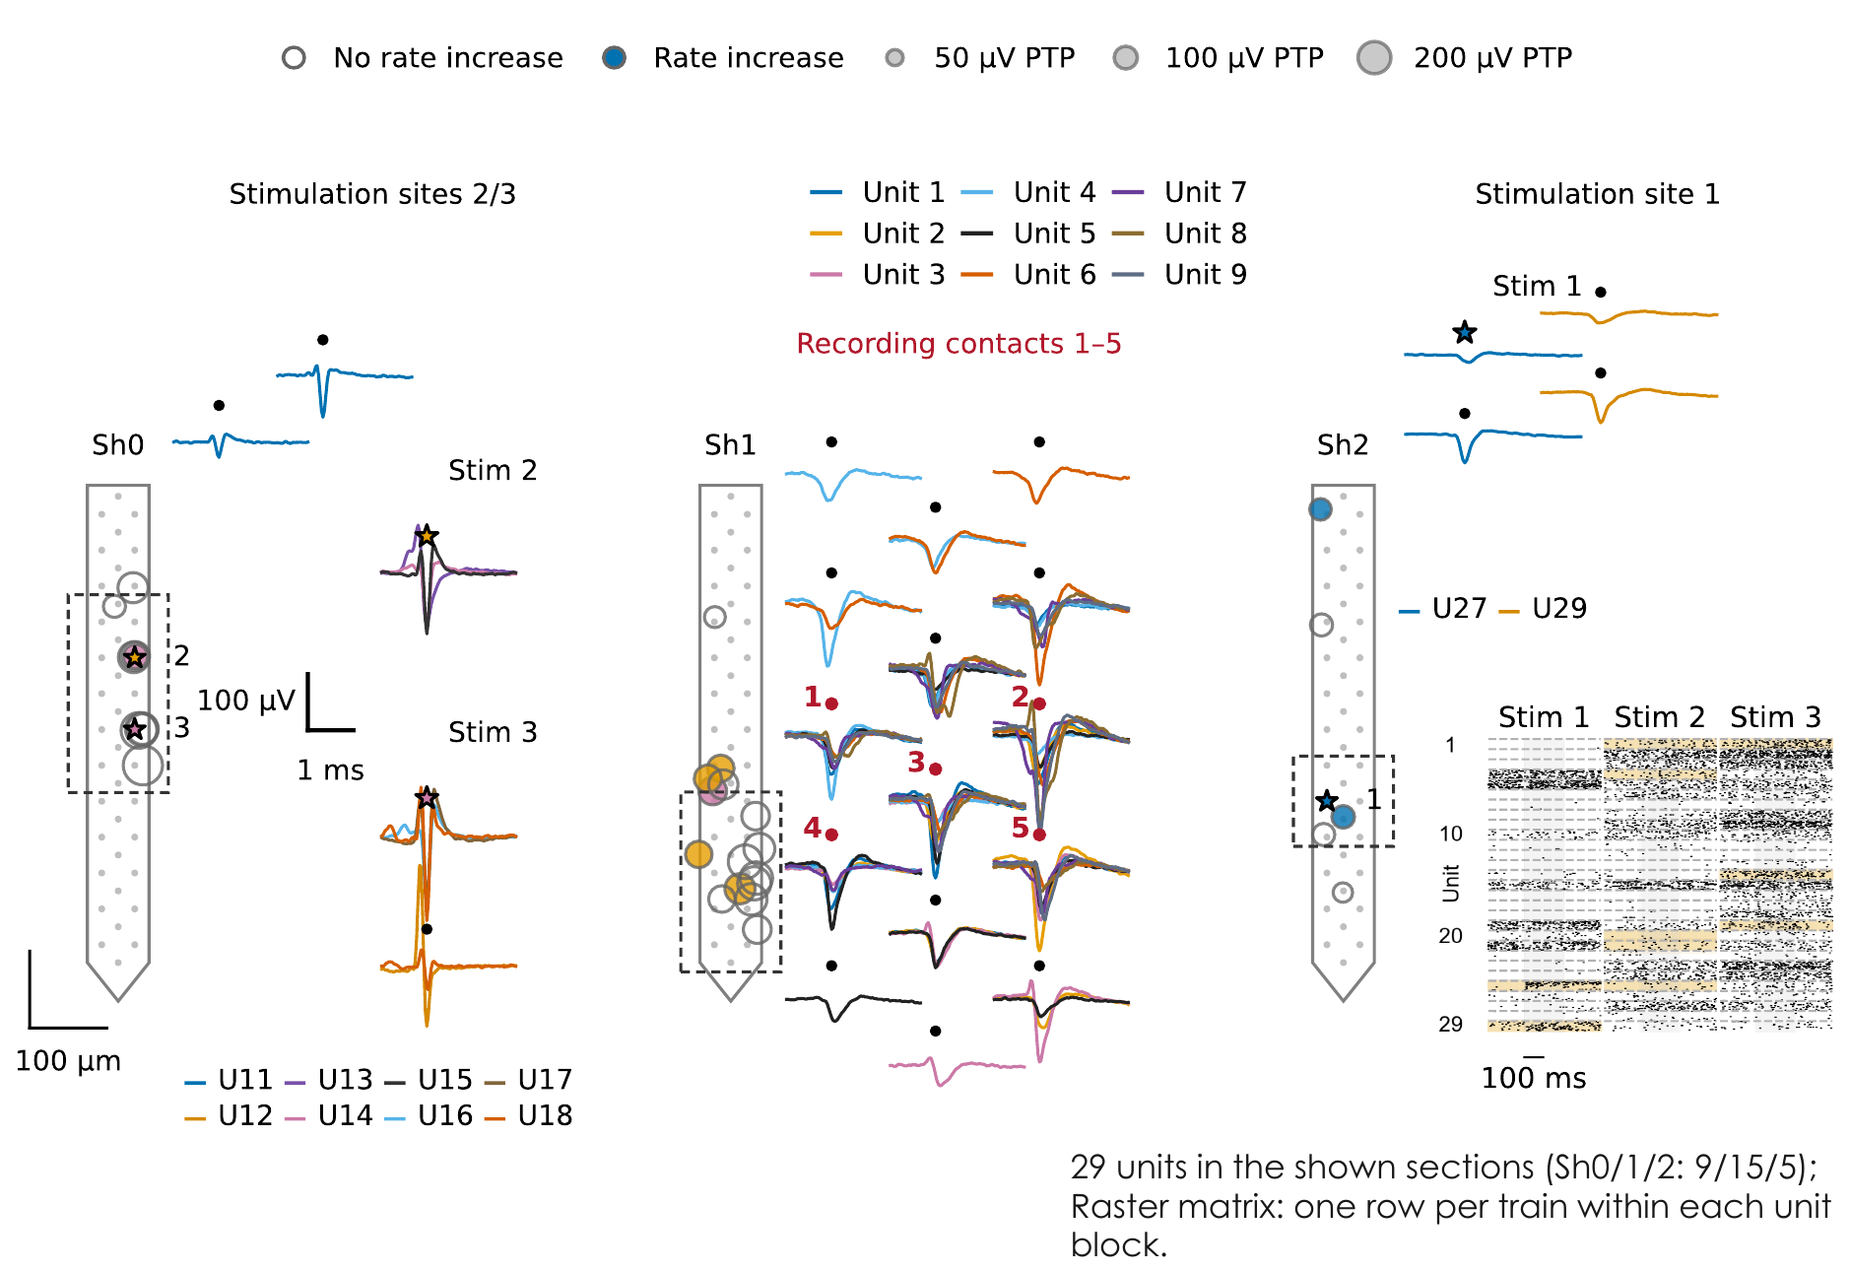 No rate increase Rate increase 50 µV PTP 100 µV PTP 200 µV PTP
Stimulation sites 2/3
Unit 1 Unit 4 Unit 7
Unit 2 Unit 5 Unit 8
Unit 3 Unit 6 Unit 9
Stimulation site 1
Recording contacts 1–5
Stim 1
Sh0
Stim 2
2
3
100 µV
1 ms
Stim 3
100 µm
U11 U13 U15 U17
U12 U14 U16 U18
Sh1
1
2
3
4
5
Sh2
1
U27 U29
Stim 1 Stim 2 Stim 3
1
10
Unit
20
29
100 ms
29 units in the shown sections (Sh0/1/2: 9/15/5);
Raster matrix: one row per train within each unit
block.